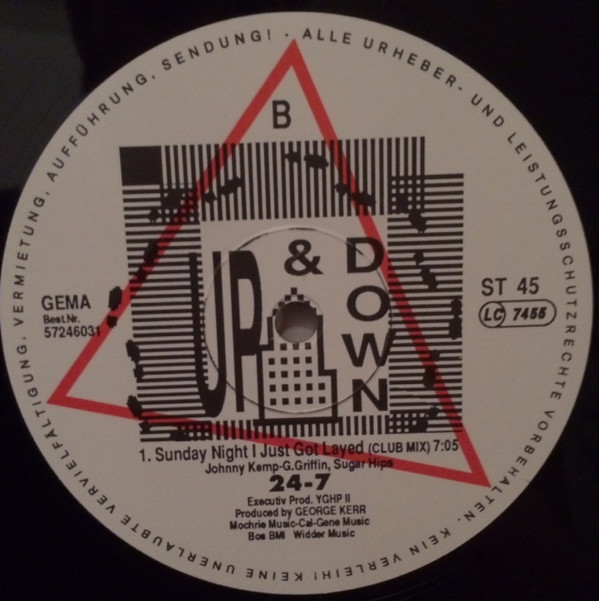 ALLE URHEBER- UND LEISTUNGSSCHUTZRECHTE VORBEHALTEN. KEIN VERLEIH! KEINE UNERLAUBTE VERVIELFÄLTIGUNG, VERMIETUNG, AUFFÜHRUNG, SENDUNG! ·
B
UP & DOWN
GEMA
Best.Nr.
57246031
ST 45
LC 7455
1. Sunday Night I Just Got Layed (CLUB MIX) 7:05
Johnny Kemp-G.Griffin, Sugar Hips
24-7
Executiv Prod. YGHP II
Produced by GEORGE KERR
Mochrie Music-Cal-Gene Music
Bos BMI Widder Music